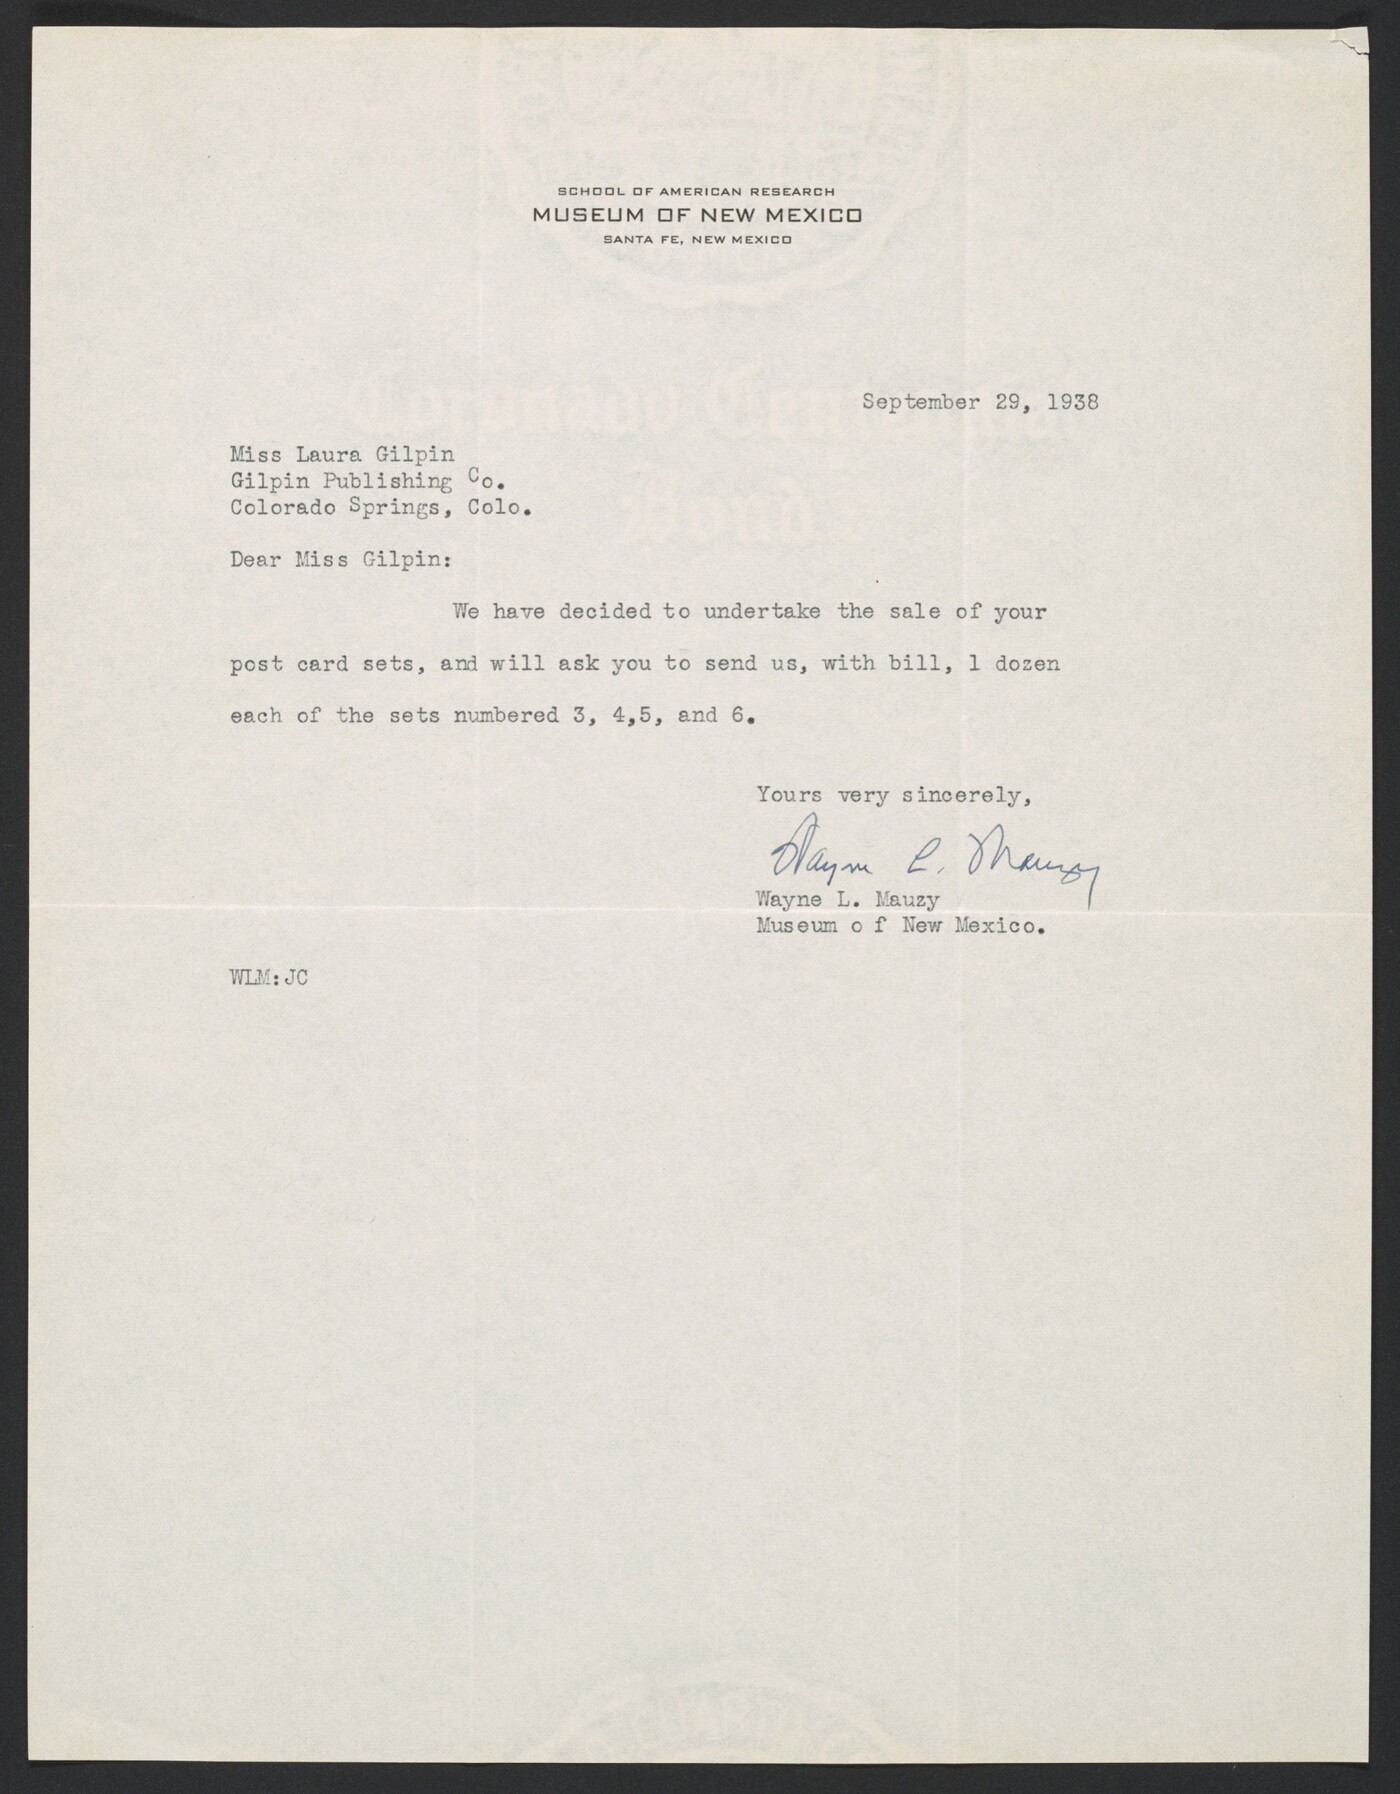 SCHOOL OF AMERICAN RESEARCH
MUSEUM OF NEW MEXICO
SANTA FE, NEW MEXICO
September 29, 1938
Miss Laura Gilpin
Gilpin Publishing Co.
Colorado Springs, Colo.
Dear Miss Gilpin:
We have decided to undertake the sale of your
post card sets, and will ask you to send us, with bill, 1 dozen
each of the sets numbered 3, 4,5, and 6.
Yours very sincerely,
Wayne L. Mauzy
Wayne L. Mauzy
Museum o f New Mexico.
WLM:JC